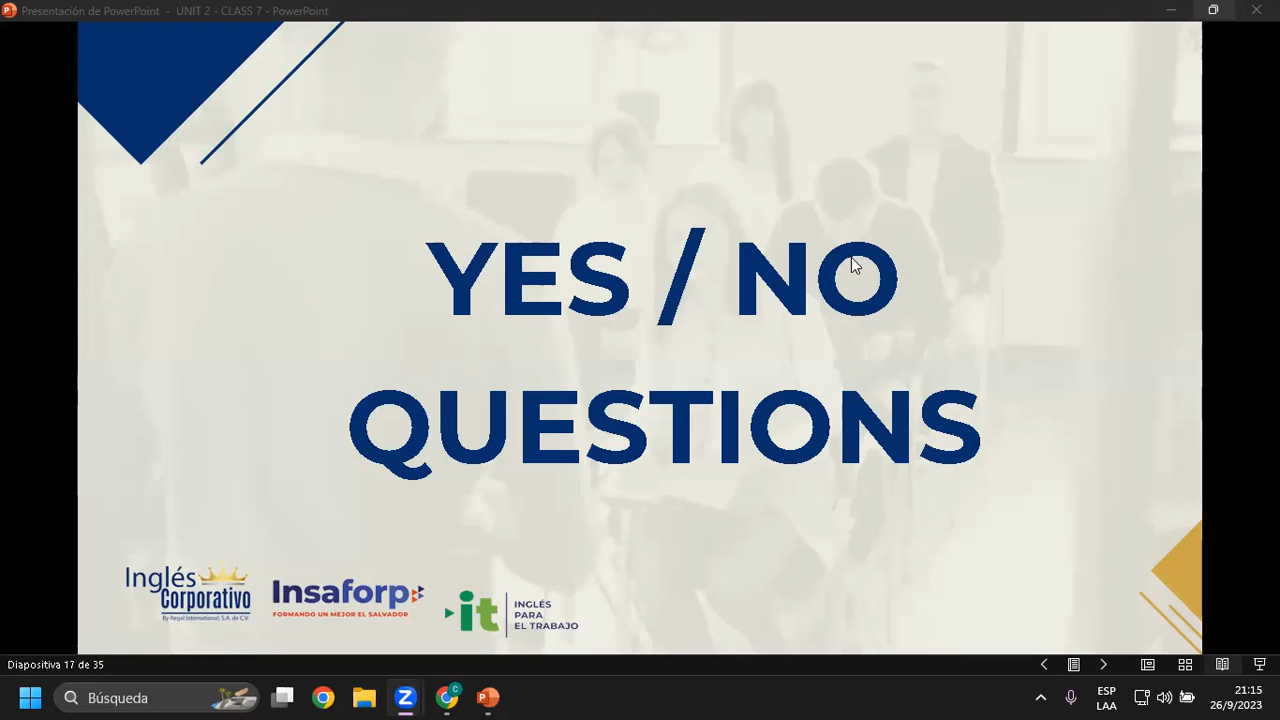 Presentación de PowerPoint - UNIT 2 - CLASS 7 - PowerPoint
YES / NO
QUESTIONS
Inglés
Corporativo
By Regal International, S.A. de C.V.
Insaforp
FORMANDO UN MEJOR EL SALVADOR
it
INGLÉS
PARA
EL TRABAJO
Diapositiva 17 de 35
Búsqueda
C
ESP
LAA
21:15
26/9/2023